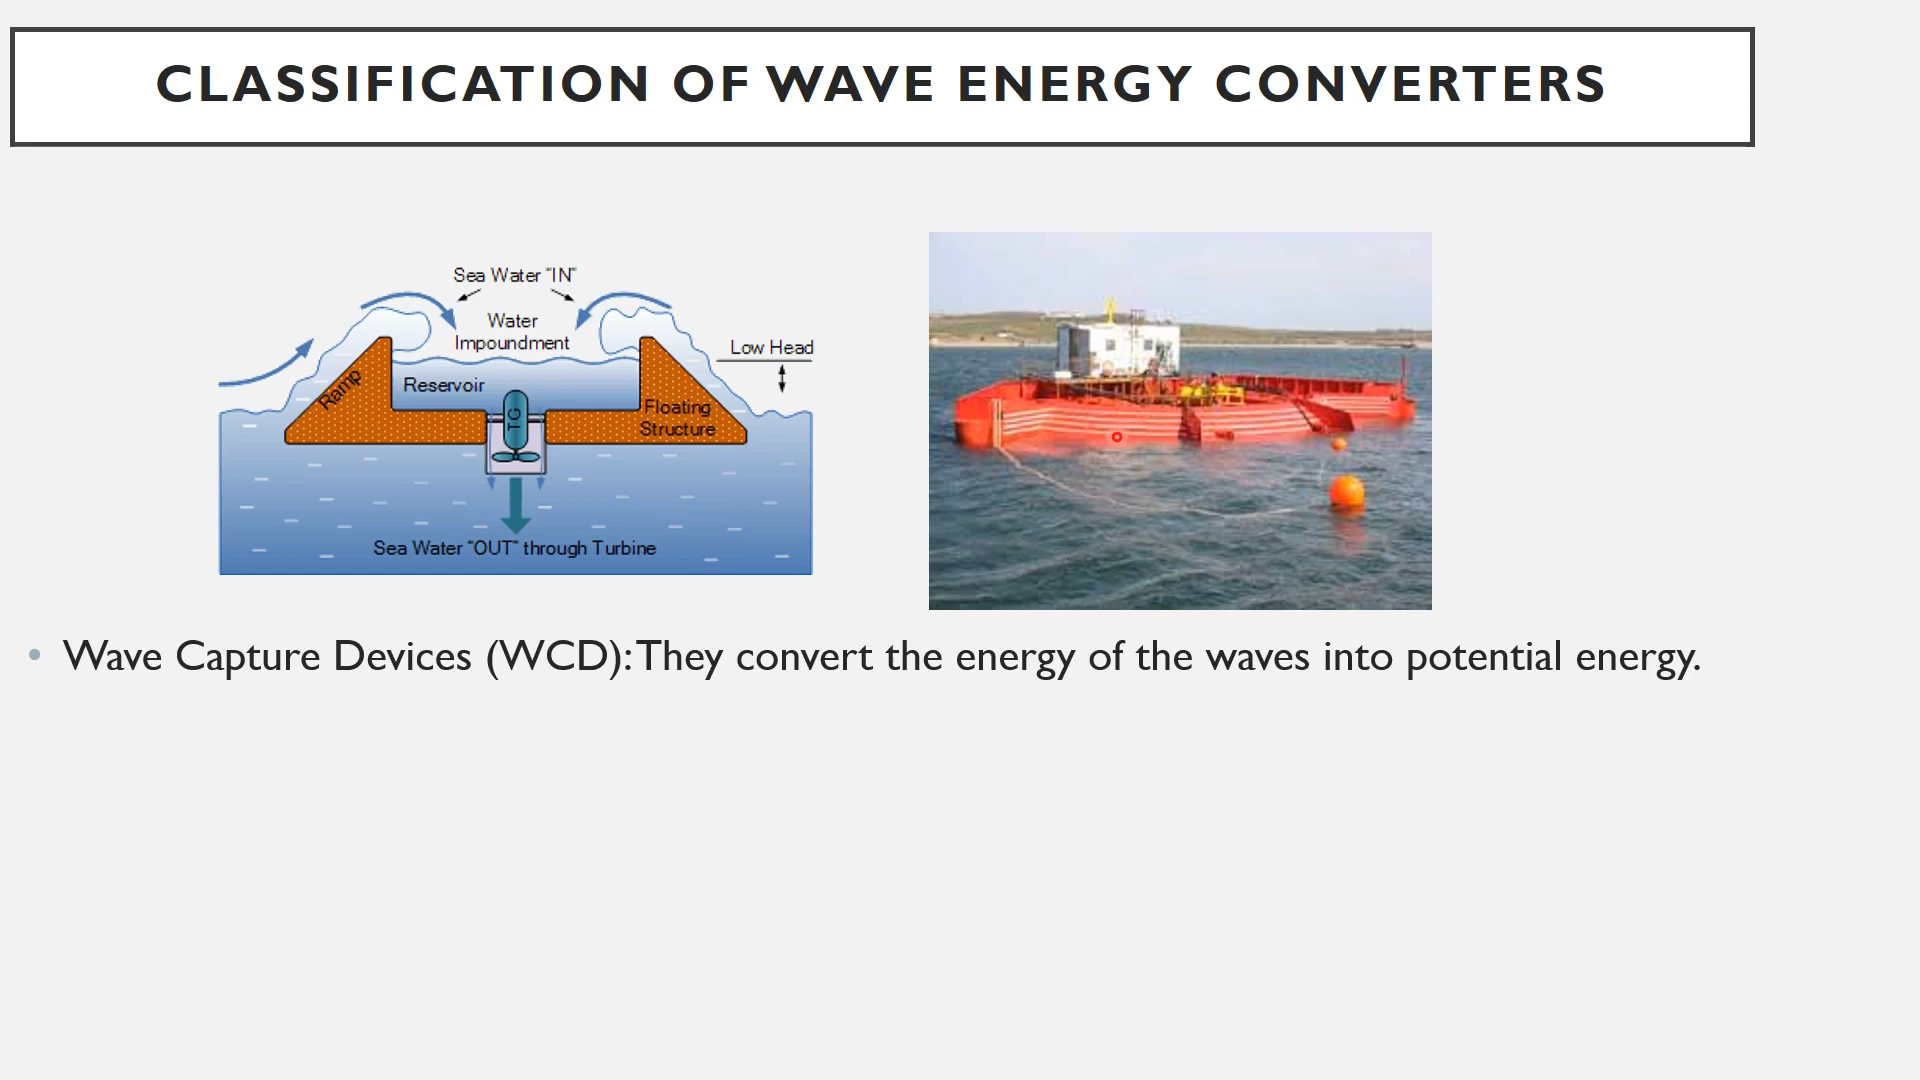 CLASSIFICATION OF WAVE ENERGY CONVERTERS
Sea Water "IN"
Water
Impoundment
Low Head
Ramp
Reservoir
TG
Floating
Structure
Sea Water "OUT" through Turbine
• Wave Capture Devices (WCD): They convert the energy of the waves into potential energy.